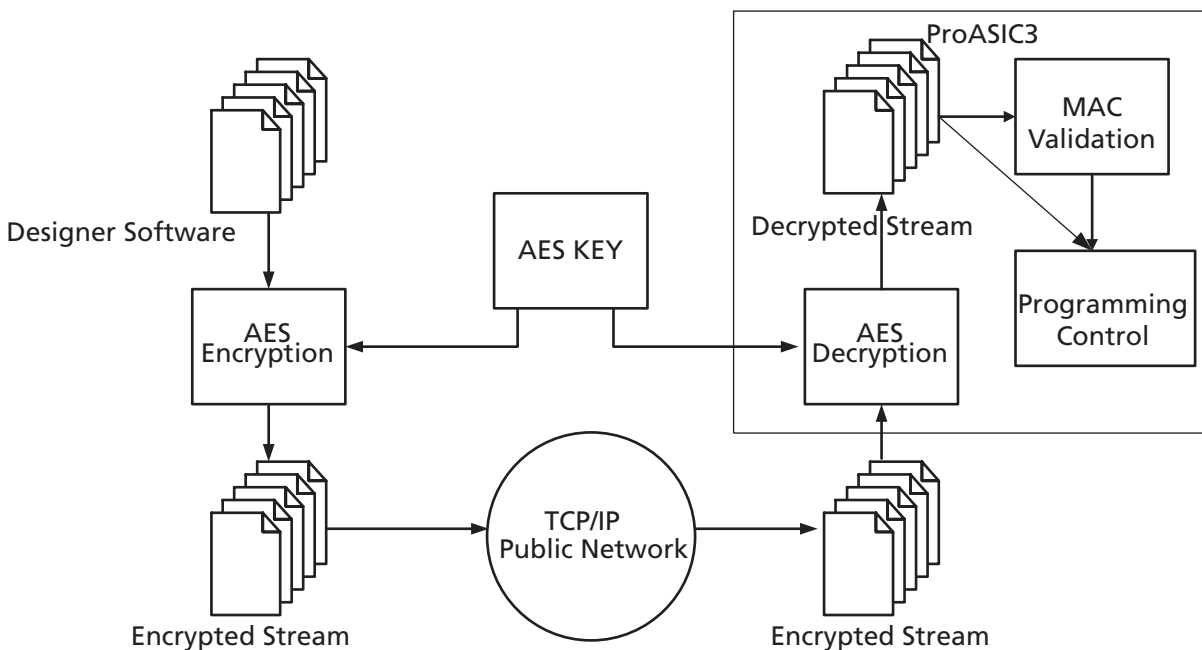 ProASIC3
MAC
Validation
Designer Software
AES KEY
Decrypted Stream
AES
Encryption
AES
Decryption
Programming
Control
TCP/IP
Public Network
Encrypted Stream
Encrypted Stream